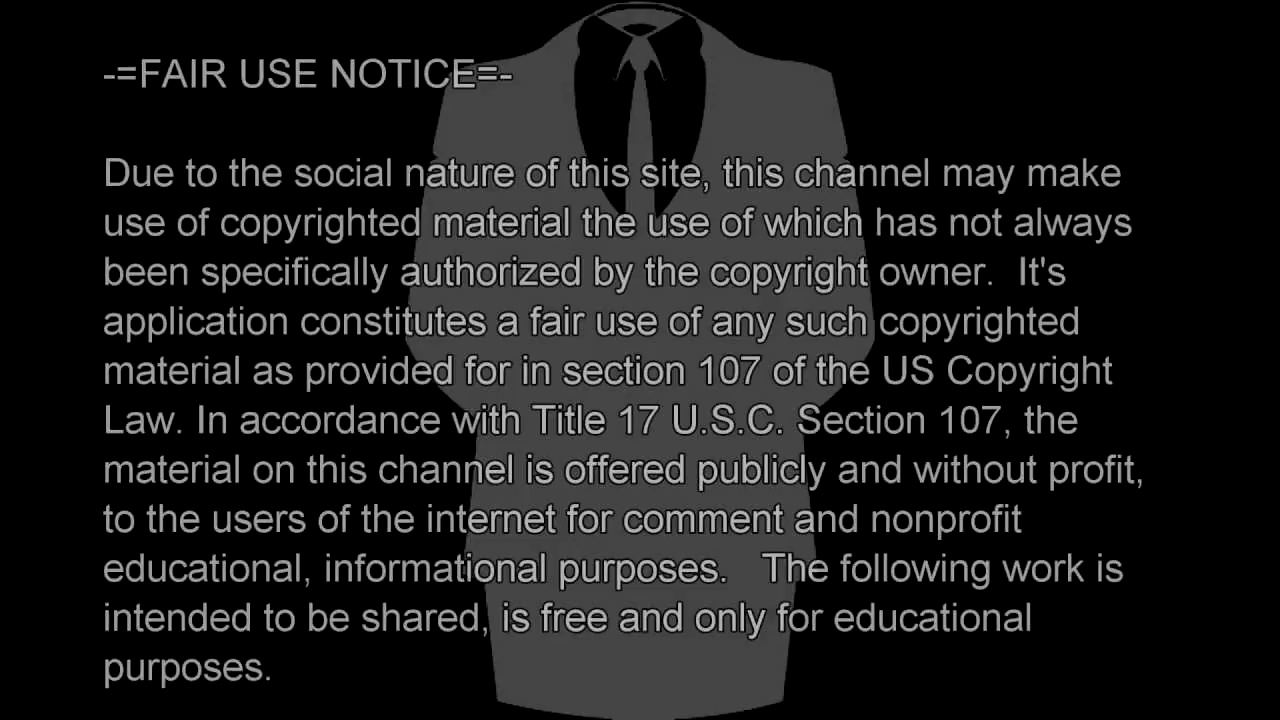 -=FAIR USE NOTICE=-
Due to the social nature of this site, this channel may make
use of copyrighted material the use of which has not always
been specifically authorized by the copyright owner.  It's
application constitutes a fair use of any such copyrighted
material as provided for in section 107 of the US Copyright
Law. In accordance with Title 17 U.S.C. Section 107, the
material on this channel is offered publicly and without profit,
to the users of the internet for comment and nonprofit
educational, informational purposes.   The following work is
intended to be shared, is free and only for educational
purposes.